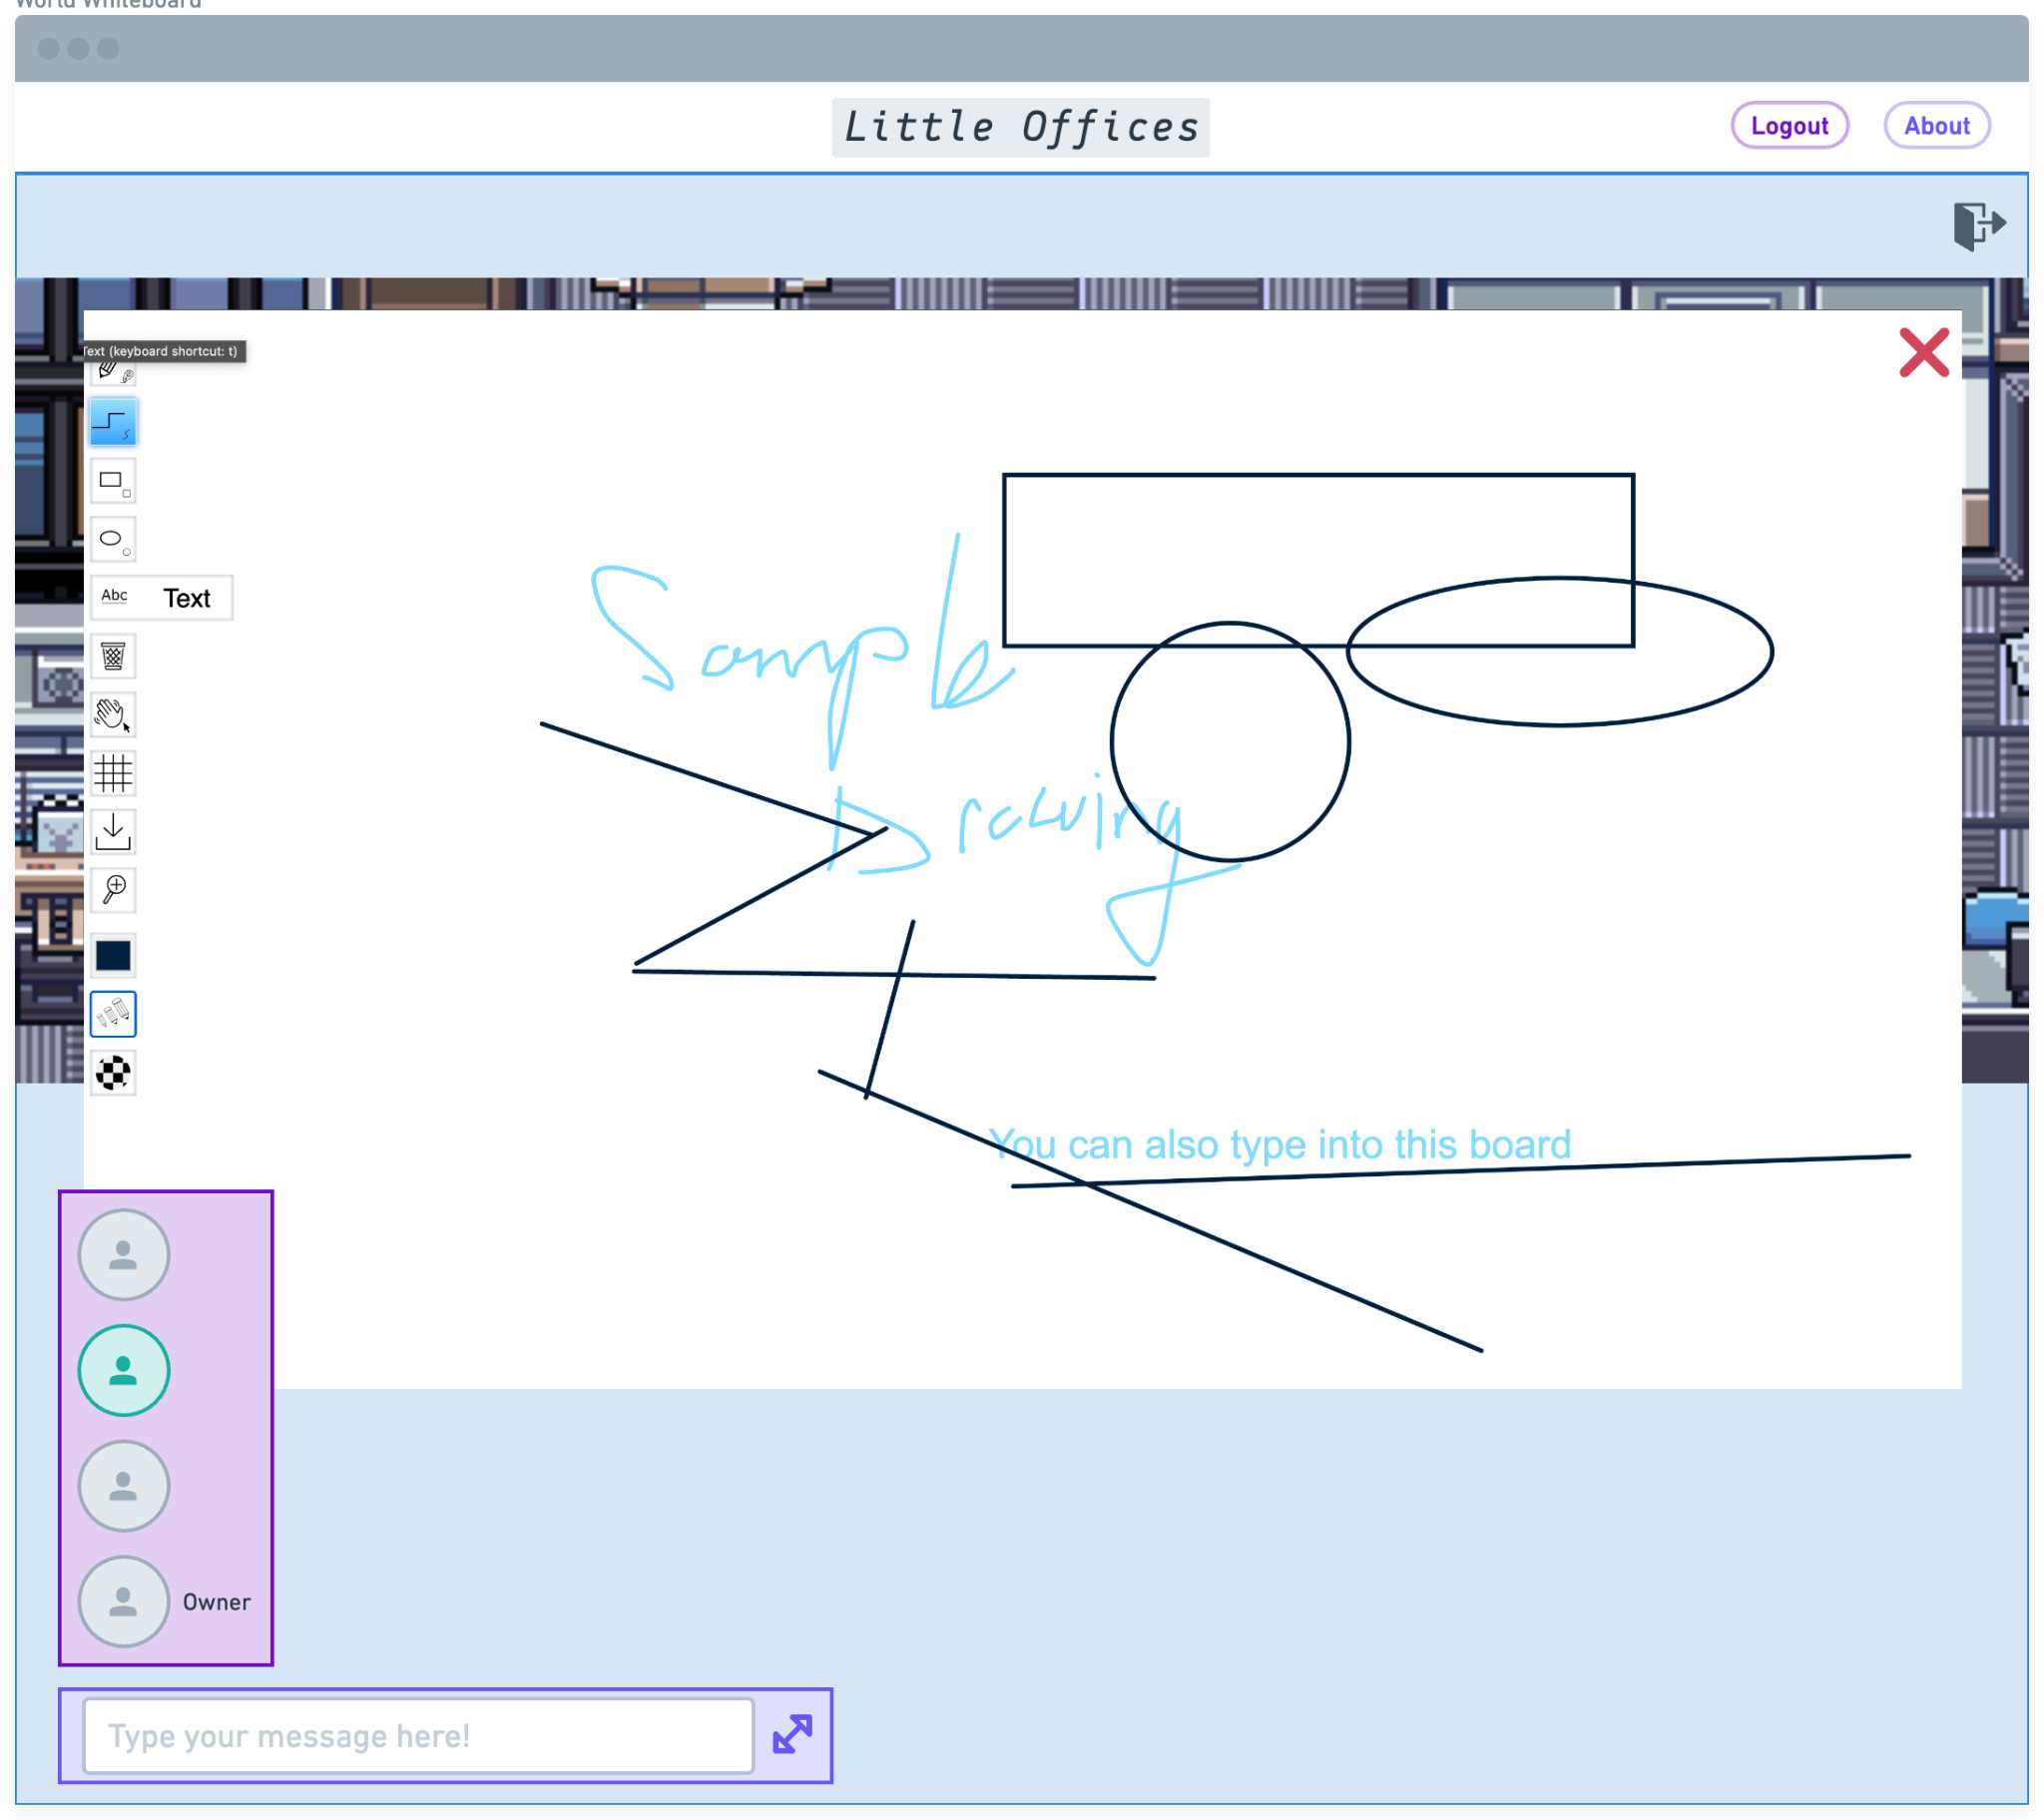 World Whiteboard
Little Offices
Logout
About
Text (keyboard shortcut: t)
Abc Text
Sample
Drawing
You can also type into this board
Owner
Type your message here!